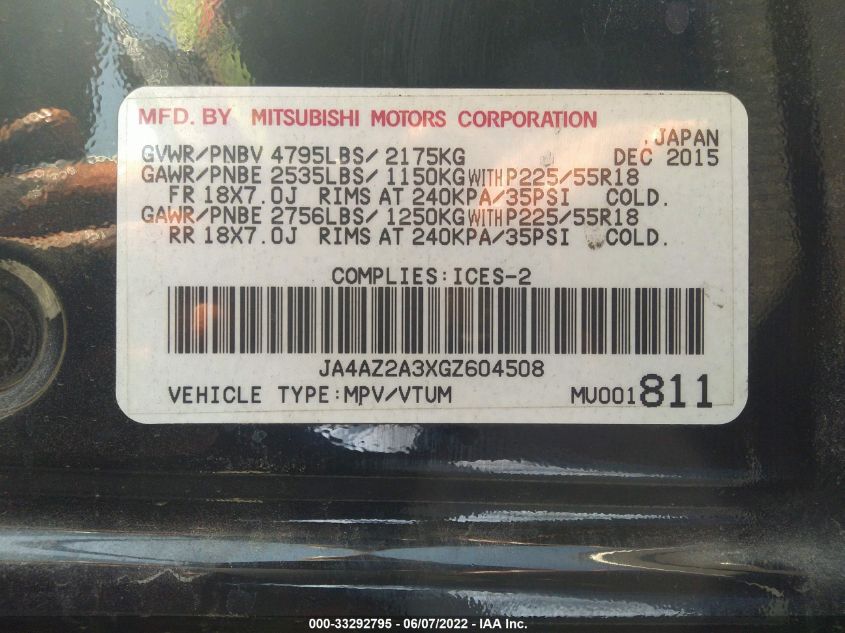 MFD. BY MITSUBISHI MOTORS CORPORATION
,JAPAN
GVWR/PNBV 4795LBS/ 2175KG DEC 2015
GAWR/PNBE 2535LBS/ 1150KG WITH P225/55R18
FR 18X7.0J RIMS AT 240KPA/35PSI COLD.
GAWR/PNBE 2756LBS/ 1250KG WITH P225/55R18
RR 18X7.0J RIMS AT 240KPA/35PSI COLD.
COMPLIES:ICES-2
JA4AZ2A3XGZ604508
VEHICLE TYPE:MPV/VTUM MU001811
000-33292795 - 06/07/2022 - IAA Inc.